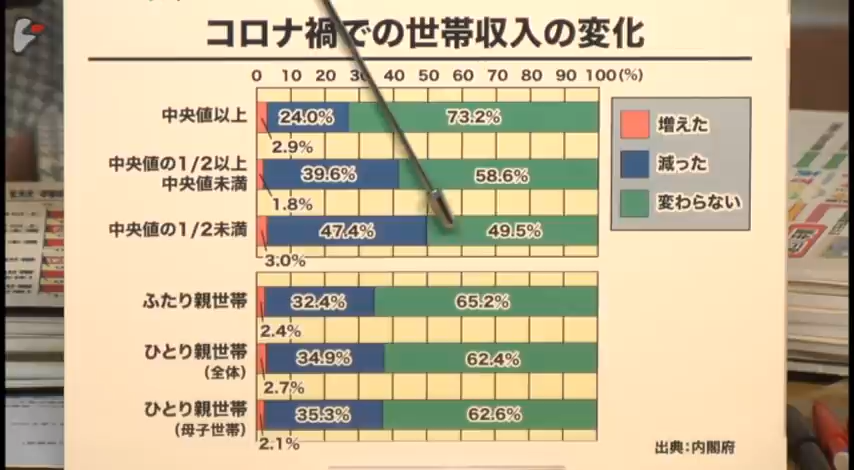 コロナ禍での世帯収入の変化
0 10 20 30 40 50 60 70 80 90 100(%)
中央値以上 24.0% 73.2%
2.9%
中央値の1/2以上
中央値未満 39.6% 58.6%
1.8%
中央値の1/2未満 47.4% 49.5%
3.0%
増えた
減った
変わらない
ふたり親世帯 32.4% 65.2%
2.4%
ひとり親世帯
(全体) 34.9% 62.4%
2.7%
ひとり親世帯
(母子世帯) 35.3% 62.6%
2.1%
出典:内閣府